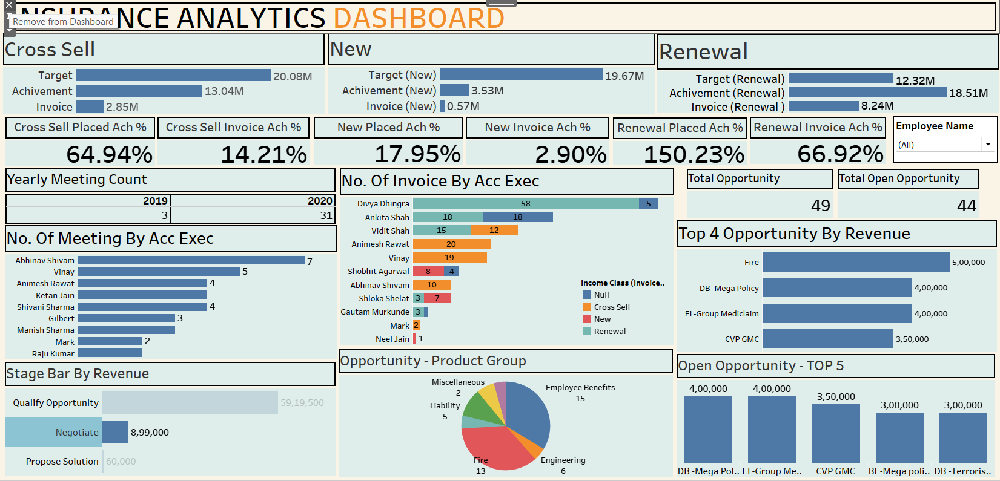 NSURANCE ANALYTICS DASHBOARD
Remove from Dashboard
Cross Sell
Target 20.08M
Achivement 13.04M
Invoice 2.85M
New
Target (New) 19.67M
Achivement (New) 3.53M
Invoice (New) 0.57M
Renewal
Target (Renewal) 12.32M
Achivement (Renewal) 18.51M
Invoice (Renewal ) 8.24M
Cross Sell Placed Ach %
64.94%
Cross Sell Invoice Ach %
14.21%
New Placed Ach %
17.95%
New Invoice Ach %
2.90%
Renewal Placed Ach %
150.23%
Renewal Invoice Ach %
66.92%
Employee Name
(All)
Yearly Meeting Count
2019 2020
3 31
No. Of Meeting By Acc Exec
Abhinav Shivam 7
Vinay 5
Animesh Rawat 4
Ketan Jain
Shivani Sharma 4
Gilbert 3
Manish Sharma
Mark 2
Raju Kumar
Stage Bar By Revenue
Qualify Opportunity 59,19,500
Negotiate 8,99,000
Propose Solution 60,000
No. Of Invoice By Acc Exec
Divya Dhingra 58 5
Ankita Shah 18 18
Vidit Shah 15 12
Animesh Rawat 20
Vinay 19
Shobhit Agarwal 8 4
Abhinav Shivam 10
Shloka Shelat 3 7
Gautam Murkunde 3
Mark 2
Neel Jain 1
Income Class (Invoice..
Null
Cross Sell
New
Renewal
Opportunity - Product Group
Miscellaneous
2
Employee Benefits
15
Liability
5
Fire
13
Engineering
6
Total Opportunity
49
Total Open Opportunity
44
Top 4 Opportunity By Revenue
Fire 5,00,000
DB -Mega Policy 4,00,000
EL-Group Mediclaim 4,00,000
CVP GMC 3,50,000
Open Opportunity - TOP 5
4,00,000 4,00,000 3,50,000 3,00,000 3,00,000
DB -Mega Pol.. EL-Group Me.. CVP GMC BE-Mega poli.. DB -Terroris..